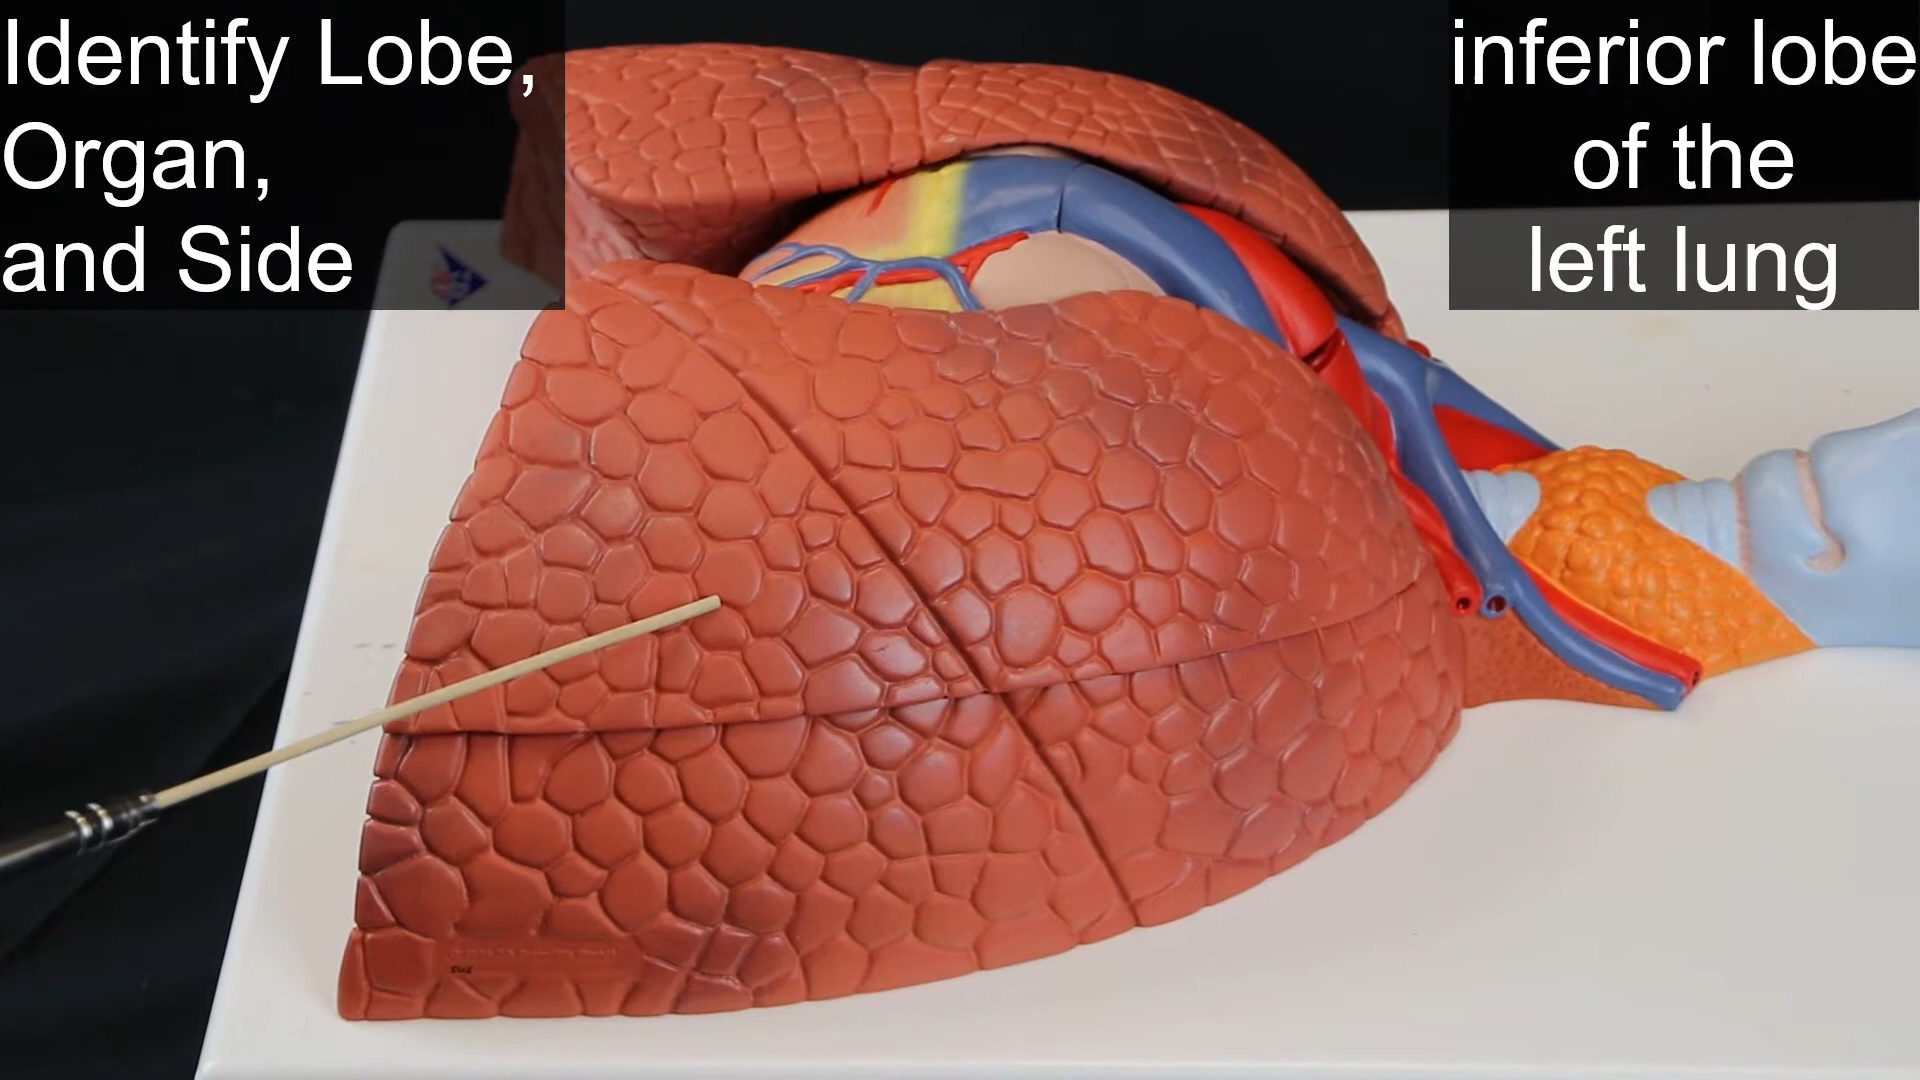 Identify Lobe,
Organ,
and Side
inferior lobe
of the
left lung